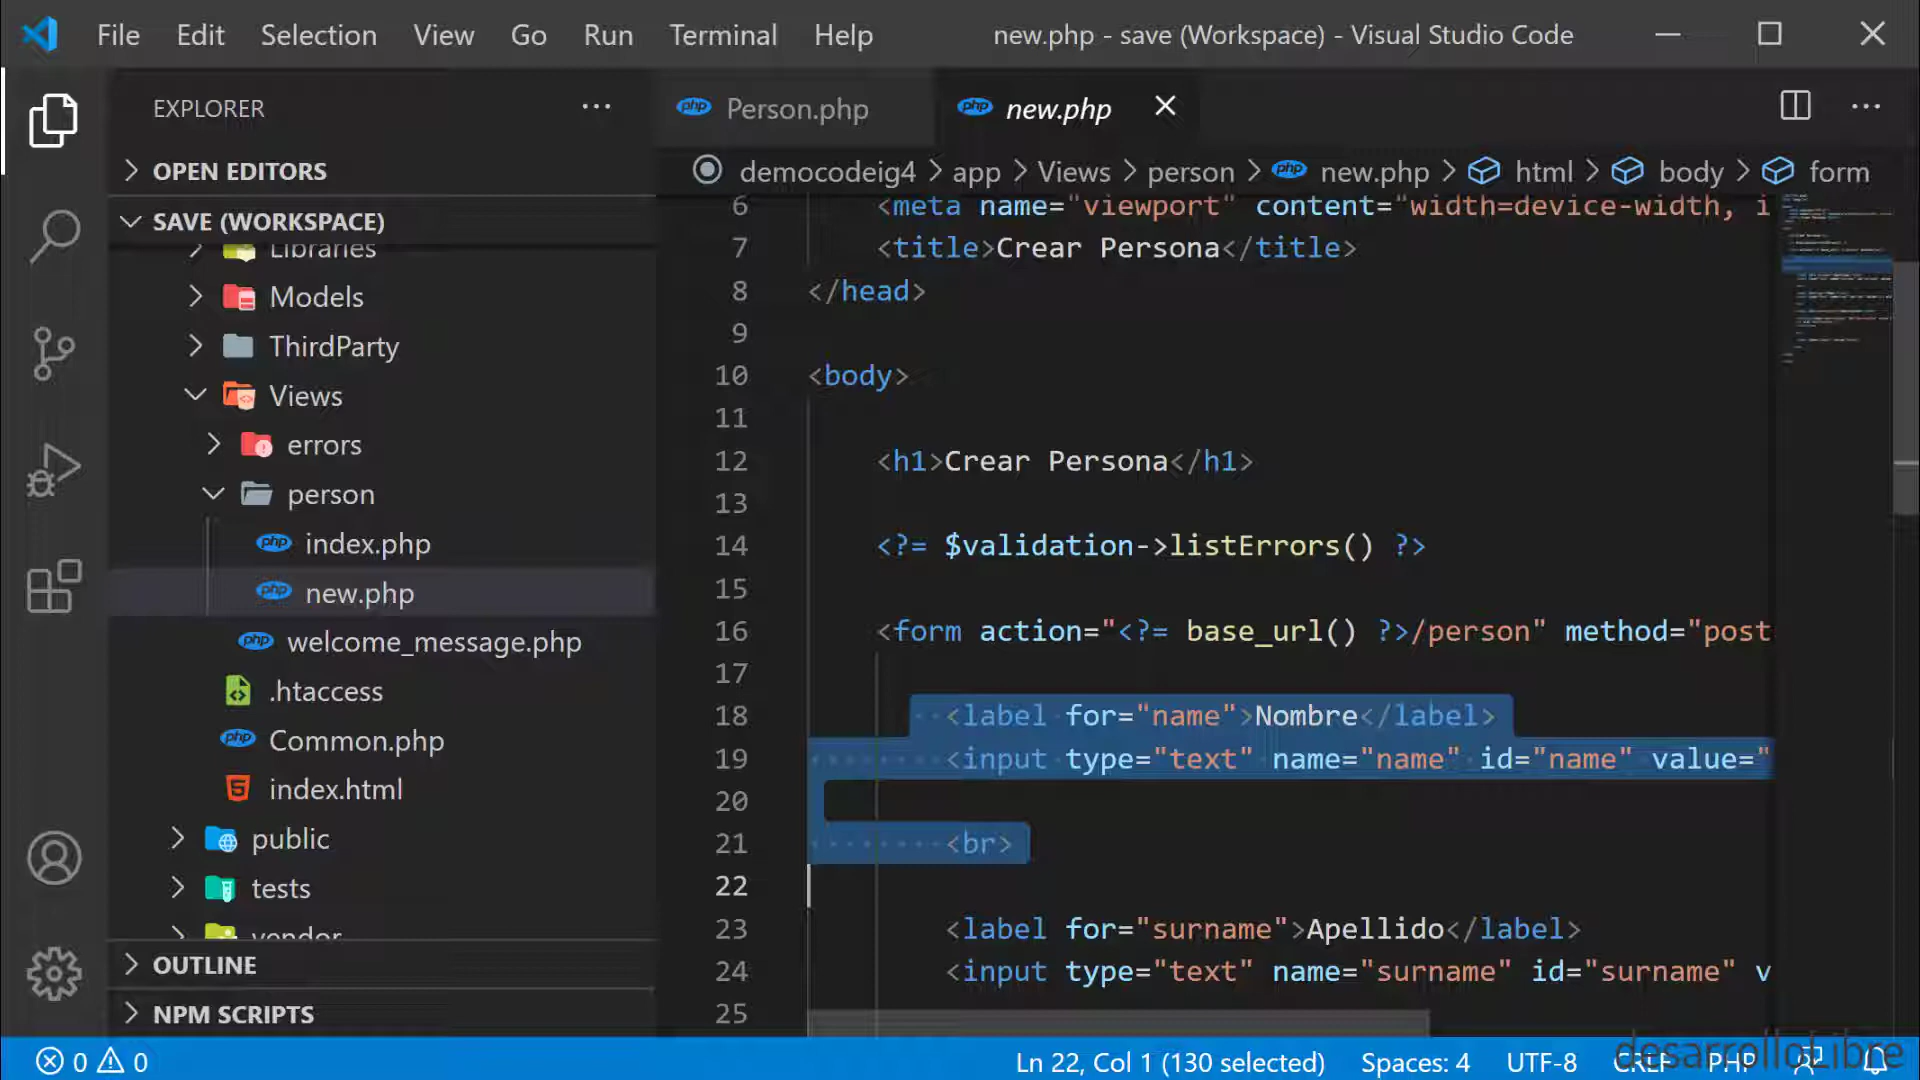 File Edit Selection View Go Run Terminal Help new.php - save (Workspace) - Visual Studio Code
EXPLORER
OPEN EDITORS
SAVE (WORKSPACE)
Libraries
Models
ThirdParty
Views
errors
person
index.php
new.php
welcome_message.php
.htaccess
Common.php
index.html
public
tests
vendor
OUTLINE
NPM SCRIPTS
Person.php new.php
democodeig4 > app > Views > person > new.php > html > body > form
6 <meta name="viewport" content="width=device-width, i
7 <title>Crear Persona</title>
8 </head>
9
10 <body>
11
12 <h1>Crear Persona</h1>
13
14 <?= $validation->listErrors() ?>
15
16 <form action="<?= base_url() ?>/person" method="post
17
18 <label for="name">Nombre</label>
19 <input type="text" name="name" id="name" value="
20
21 <br>
22
23 <label for="surname">Apellido</label>
24 <input type="text" name="surname" id="surname" v
25
0 0 Ln 22, Col 1 (130 selected) Spaces: 4 UTF-8 CRLF PHP
desarrolloLibre